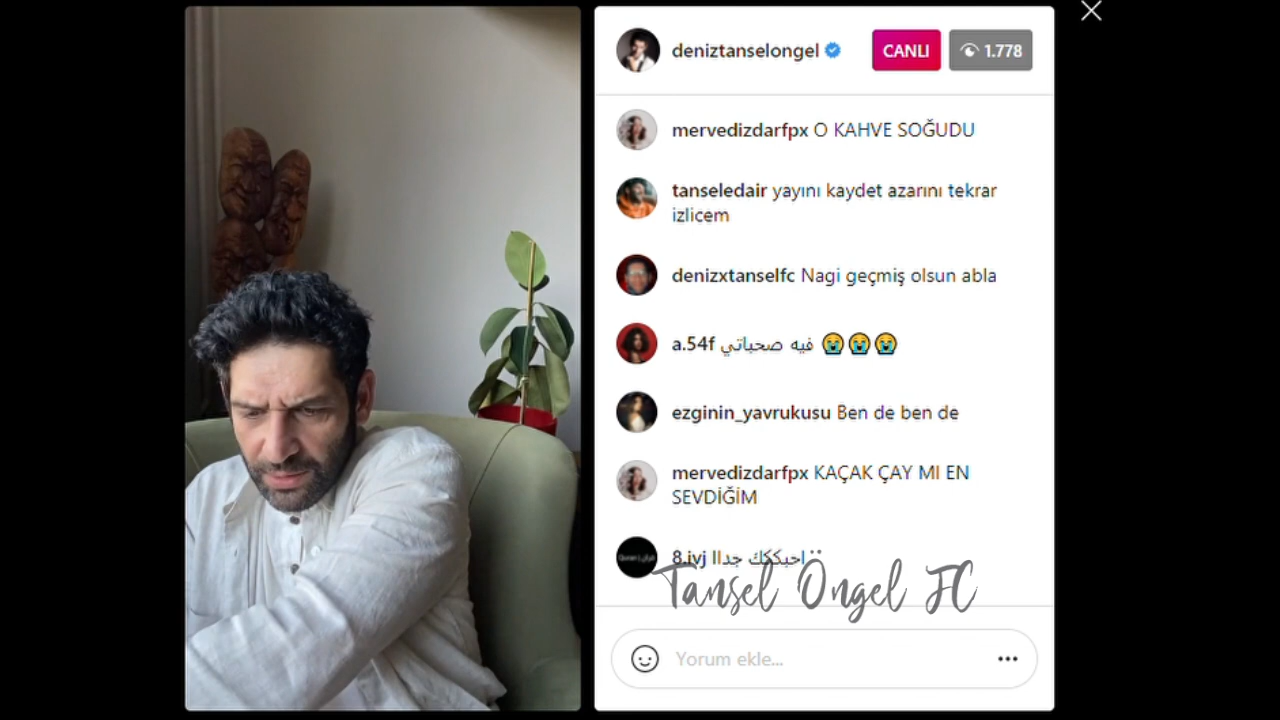 deniztanselongel CANLI 1.778
mervedizdarfpx O KAHVE SOĞUDU
tanseledair yayını kaydet azarını tekrar
izlicem
denizxtanselfc Nagi geçmiş olsun abla
a.54f فيه صحباتي 😭😭😭
ezginin_yavrukusu Ben de ben de
mervedizdarfpx KAÇAK ÇAY MI EN
SEVDİĞİM
8.ivj احبككك جداا
Tansel Öngel FC
Yorum ekle...